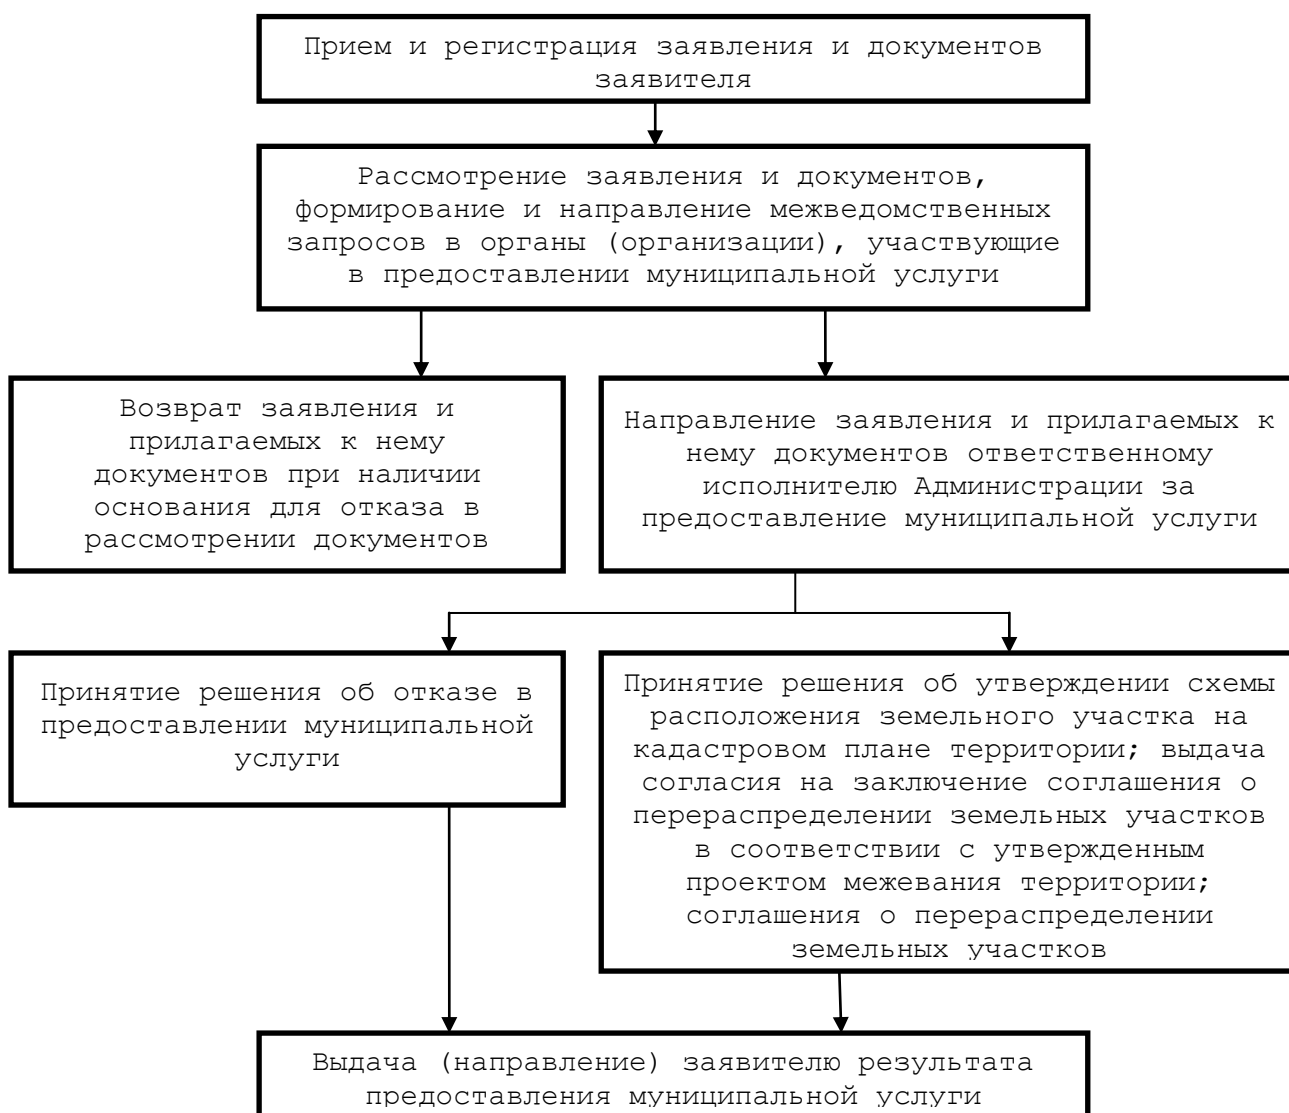 Прием и регистрация заявления и документов
заявителя
Рассмотрение заявления и документов,
формирование и направление межведомственных
запросов в органы (организации), участвующие
в предоставлении муниципальной услуги
Возврат заявления и
прилагаемых к нему
документов при наличии
основания для отказа в
рассмотрении документов
Направление заявления и прилагаемых к
нему документов ответственному
исполнителю Администрации за
предоставление муниципальной услуги
Принятие решения об отказе в
предоставлении муниципальной
услуги
Принятие решения об утверждении схемы
расположения земельного участка на
кадастровом плане территории; выдача
согласия на заключение соглашения о
перераспределении земельных участков
в соответствии с утвержденным
проектом межевания территории;
соглашения о перераспределении
земельных участков
Выдача (направление) заявителю результата
предоставления муниципальной услуги